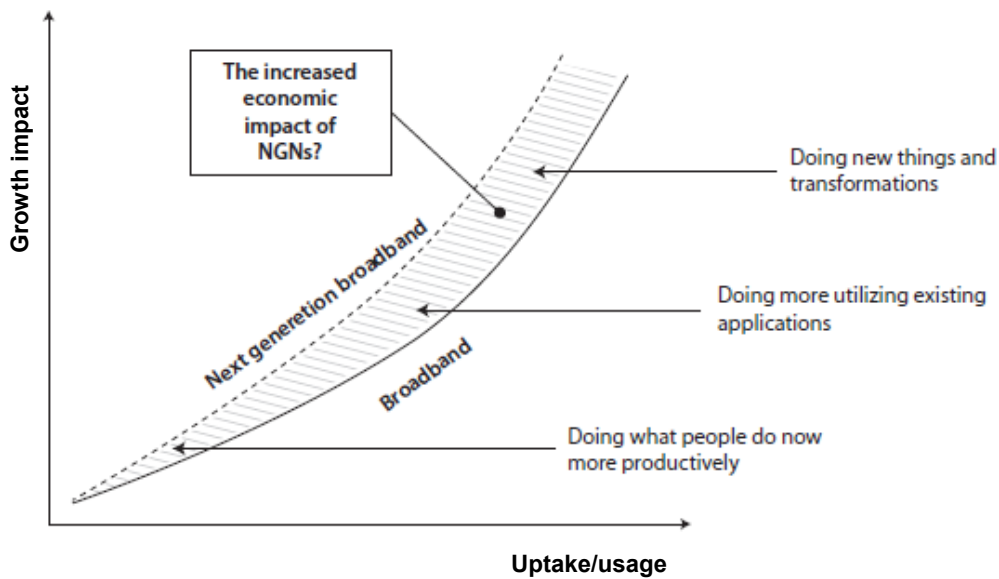 The increased
economic
impact of
NGNs?
Growth impact
Doing new things and
transformations
Next generetion broadband
Doing more utilizing existing
applications
Broadband
Doing what people do now
more productively
Uptake/usage